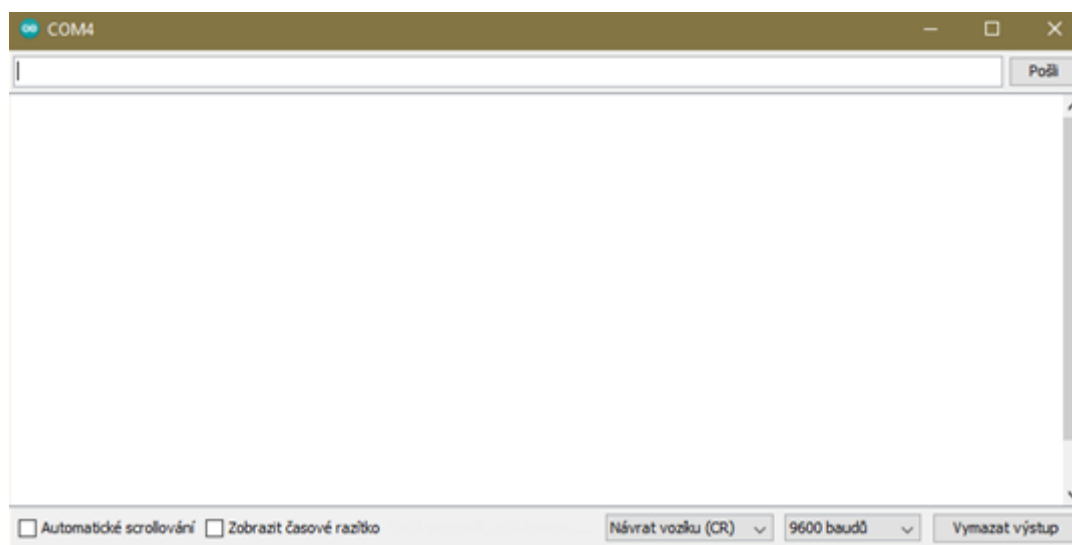 COM4
Pošli
Automatické scrollování Zobrazit časové razítko Návrat vozíku (CR) 9600 baudů Vymazat výstup